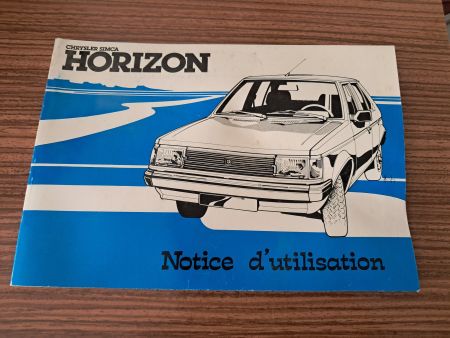 CHRYSLER SIMCA
HORIZON
Notice d'utilisation